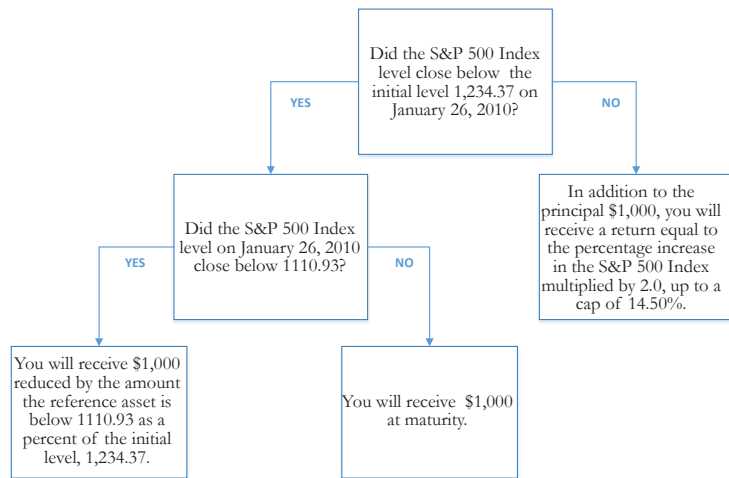 Did the S&P 500 Index
level close below the
initial level 1,234.37 on
January 26, 2010?
YES
NO
Did the S&P 500 Index
level on January 26, 2010
close below 1110.93?
In addition to the
principal $1,000, you will
receive a return equal to
the percentage increase
in the S&P 500 Index
multiplied by 2.0, up to a
cap of 14.50%.
YES
NO
You will receive $1,000
reduced by the amount
the reference asset is
below 1110.93 as a
percent of the initial
level, 1,234.37.
You will receive $1,000
at maturity.